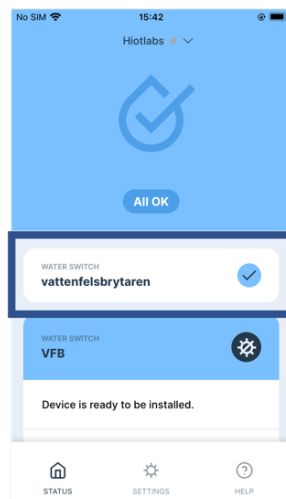 No SIM 15:42
Hiotlabs
All OK
WATER SWITCH
vattenfelsbrytaren
WATER SWITCH
VFB
Device is ready to be installed.
STATUS SETTINGS HELP